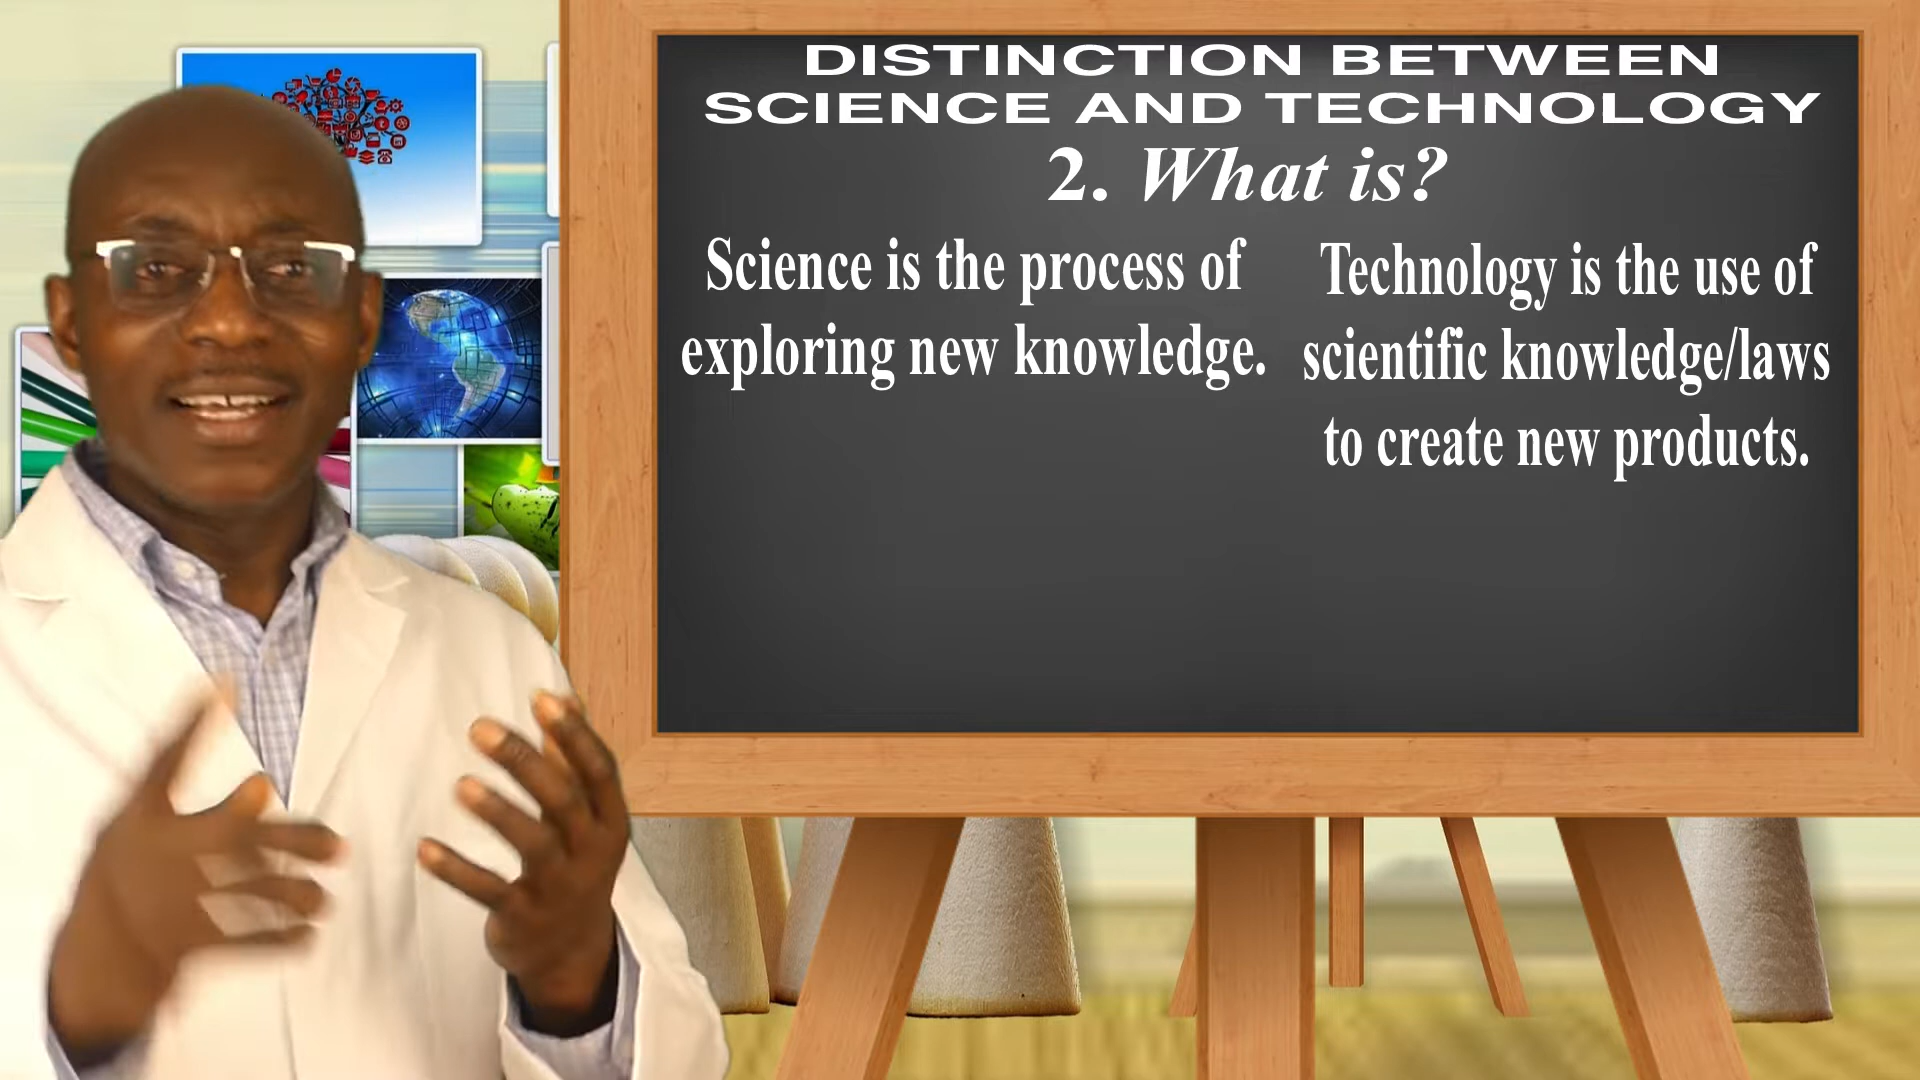 DISTINCTION BETWEEN
SCIENCE AND TECHNOLOGY
2. What is?
Science is the process of
exploring new knowledge.
Technology is the use of
scientific knowledge/laws
to create new products.